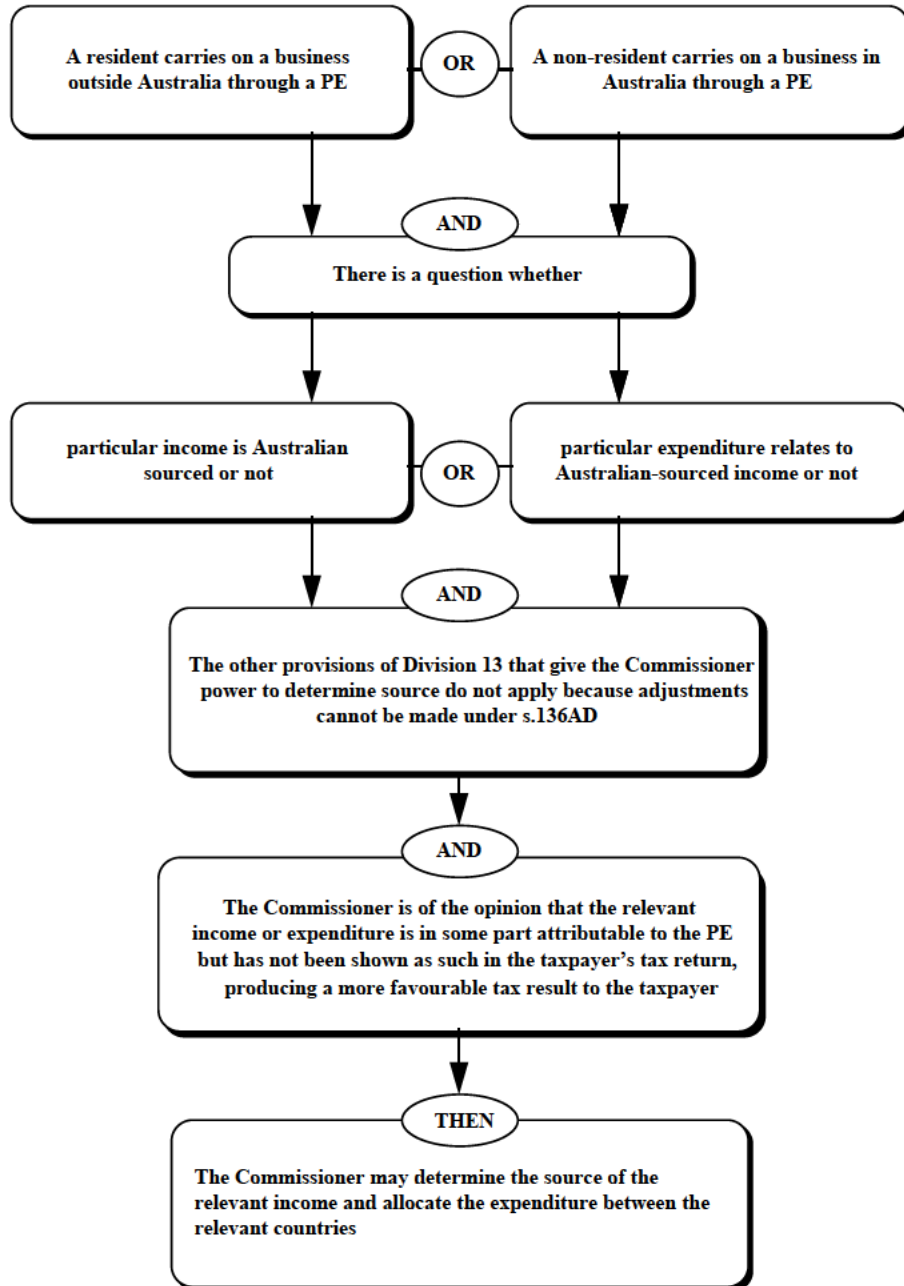 A resident carries on a business
outside Australia through a PE
OR
A non-resident carries on a business in
Australia through a PE
AND
There is a question whether
particular income is Australian
sourced or not
OR
particular expenditure relates to
Australian-sourced income or not
AND
The other provisions of Division 13 that give the Commissioner
power to determine source do not apply because adjustments
cannot be made under s.136AD
AND
The Commissioner is of the opinion that the relevant
income or expenditure is in some part attributable to the PE
but has not been shown as such in the taxpayer's tax return,
producing a more favourable tax result to the taxpayer
THEN
The Commissioner may determine the source of the
relevant income and allocate the expenditure between the
relevant countries